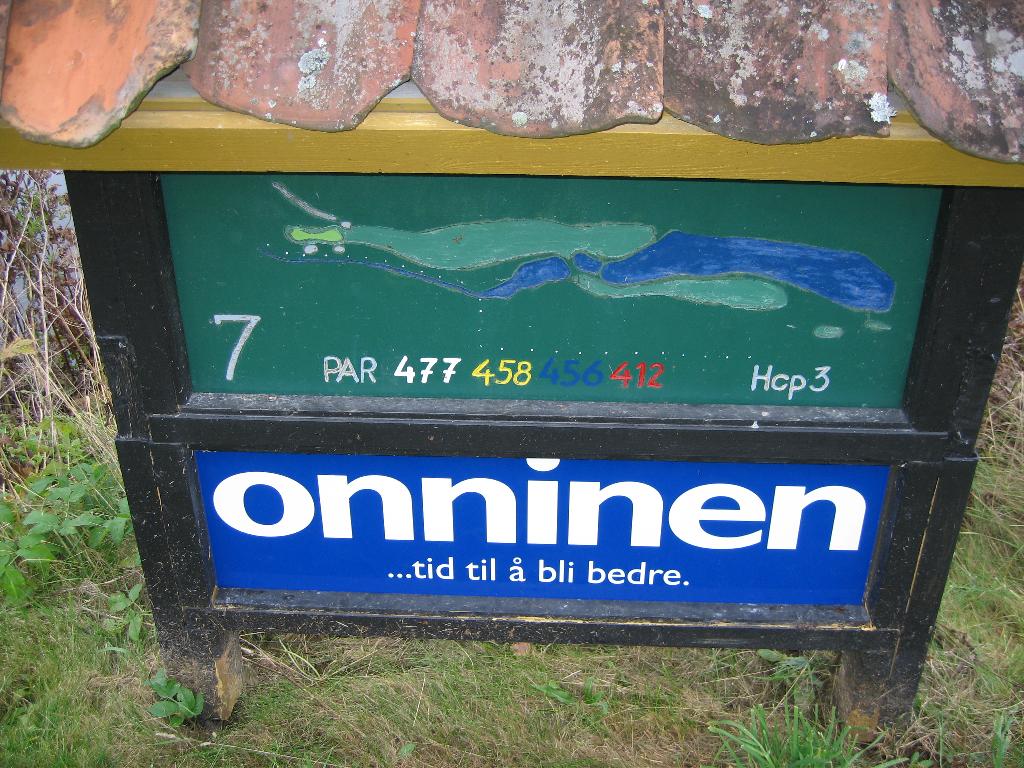 7
PAR 477 458 456 412 Hcp 3
onninen
...tid til å bli bedre.